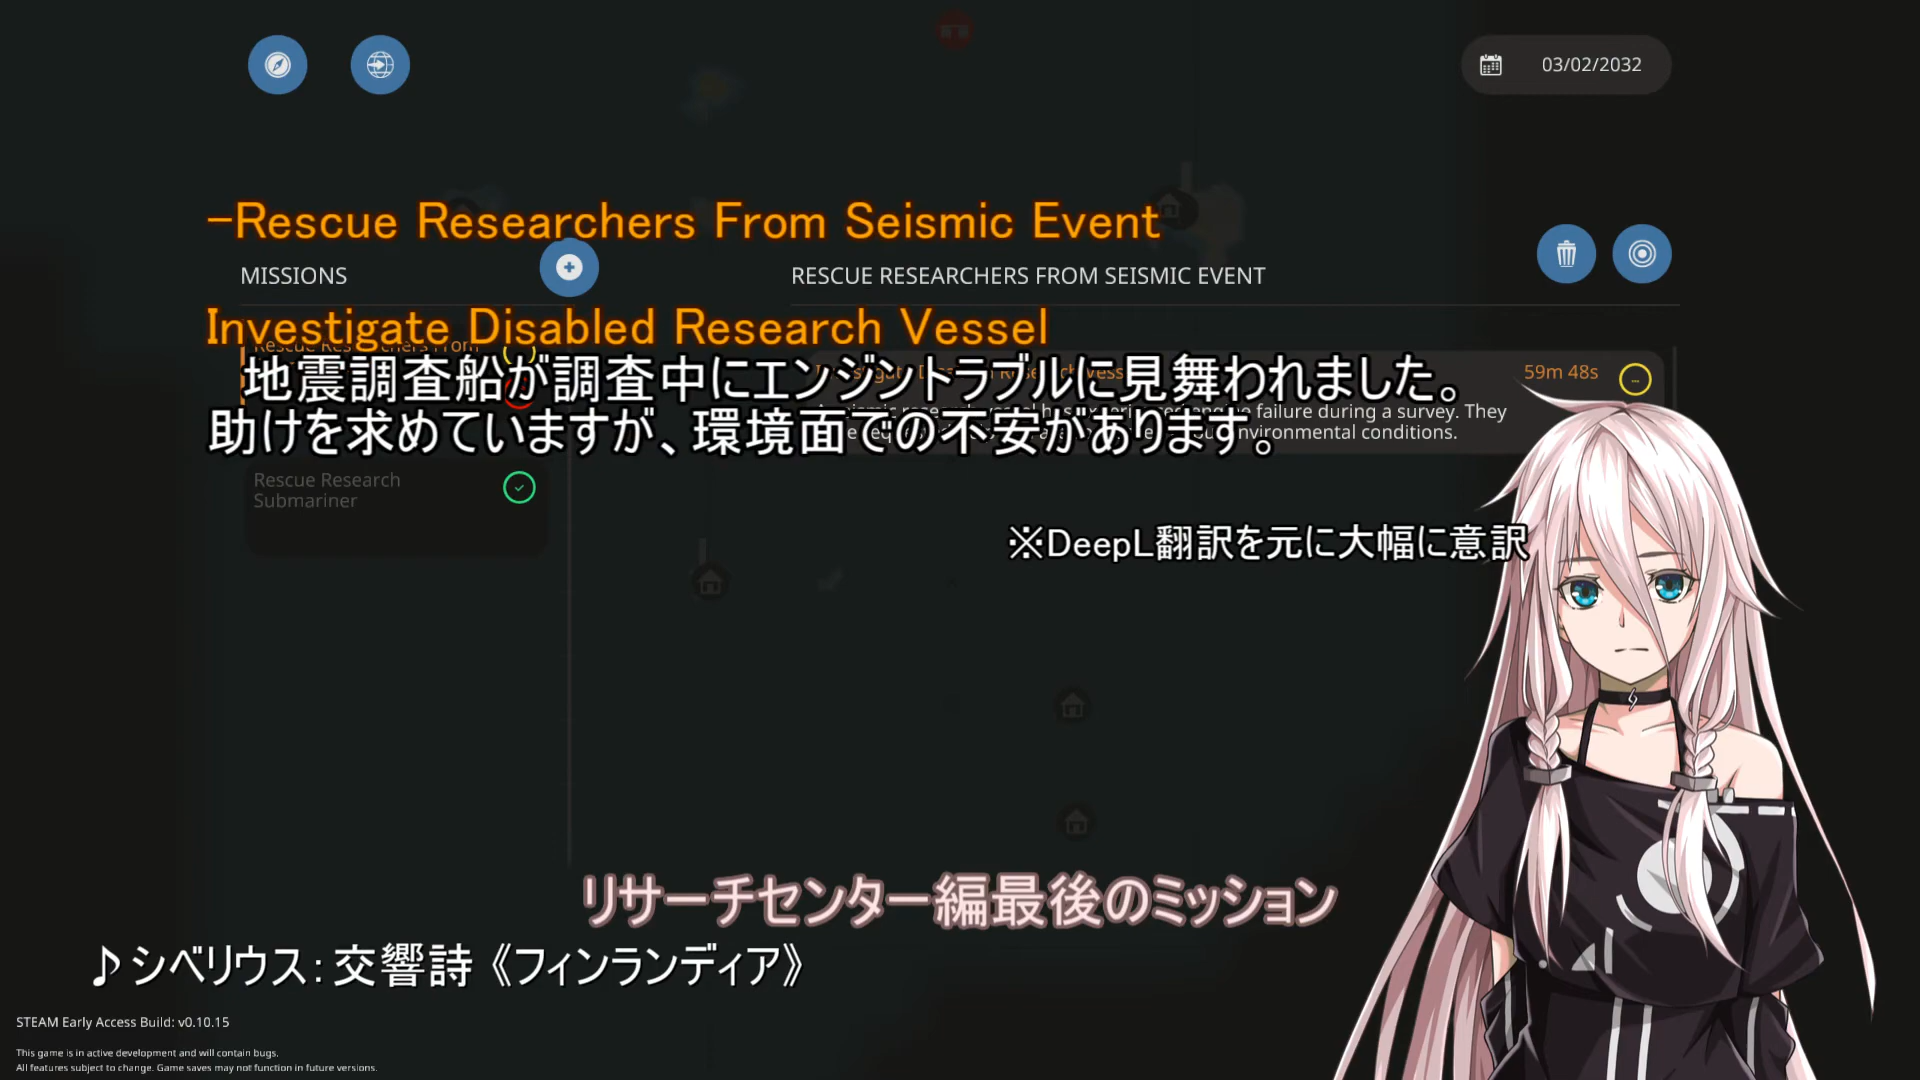 03/02/2032
-Rescue Researchers From Seismic Event
MISSIONS
RESCUE RESEARCHERS FROM SEISMIC EVENT
Investigate Disabled Research Vessel
59m 48s
地震調査船が調査中にエンジントラブルに見舞われました。
助けを求めていますが、環境面での不安があります。
failure during a survey. They
environmental conditions.
Rescue Research
Submariner
※DeepL翻訳を元に大幅に意訳
リサーチセンター編最後のミッション
♪シベリウス:交響詩《フィンランディア》
STEAM Early Access Build: v0.10.15
This game is in active development and will contain bugs.
All features subject to change. Game saves may not function in future versions.